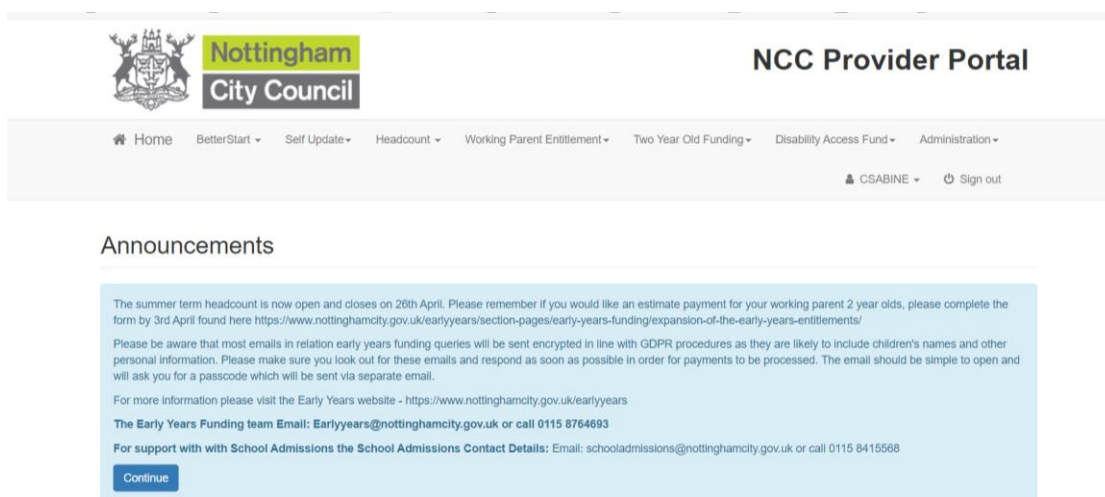 Nottingham
City Council
NCC Provider Portal
Home BetterStart Self Update Headcount Working Parent Entitlement Two Year Old Funding Disability Access Fund Administration
CSABINE Sign out
Announcements
The summer term headcount is now open and closes on 26th April. Please remember if you would like an estimate payment for your working parent 2 year olds, please complete the
form by 3rd April found here https://www.nottinghamcity.gov.uk/earlyyears/section-pages/early-years-funding/expansion-of-the-early-years-entitlements/
Please be aware that most emails in relation early years funding queries will be sent encrypted in line with GDPR procedures as they are likely to include children's names and other
personal information. Please make sure you look out for these emails and respond as soon as possible in order for payments to be processed. The email should be simple to open and
will ask you for a passcode which will be sent via separate email.
For more information please visit the Early Years website - https://www.nottinghamcity.gov.uk/earlyyears
The Early Years Funding team Email: Earlyyears@nottinghamcity.gov.uk or call 0115 8764693
For support with with School Admissions the School Admissions Contact Details: Email: schooladmissions@nottinghamcity.gov.uk or call 0115 8415568
Continue